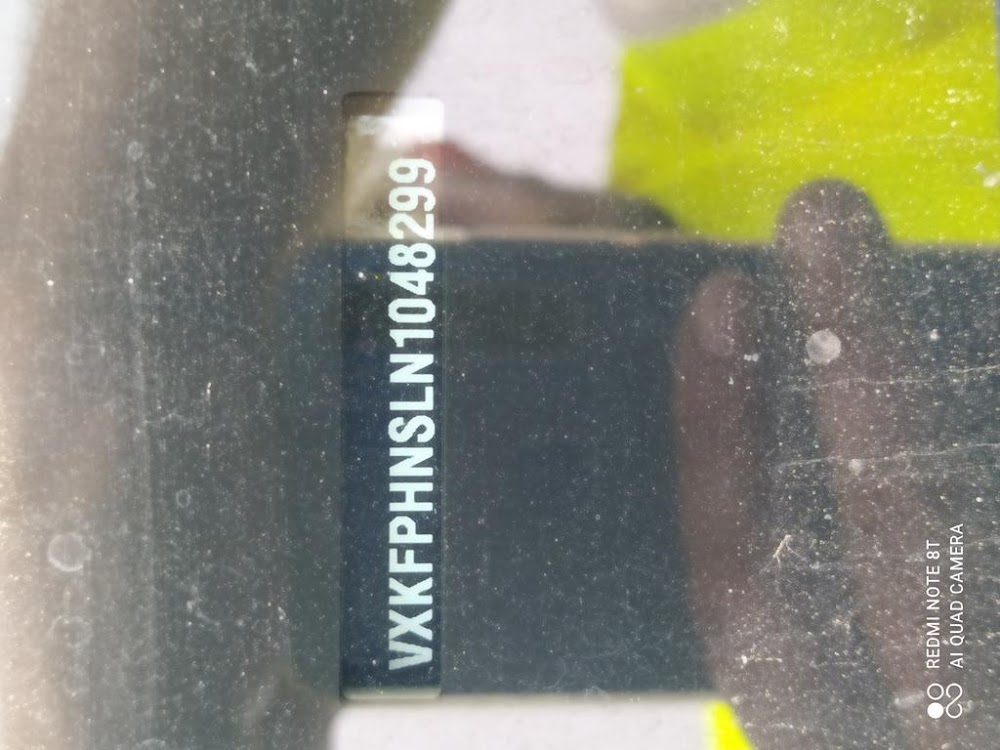 VXKFPHNSLN1048299
REDMI NOTE 8T
AI QUAD CAMERA